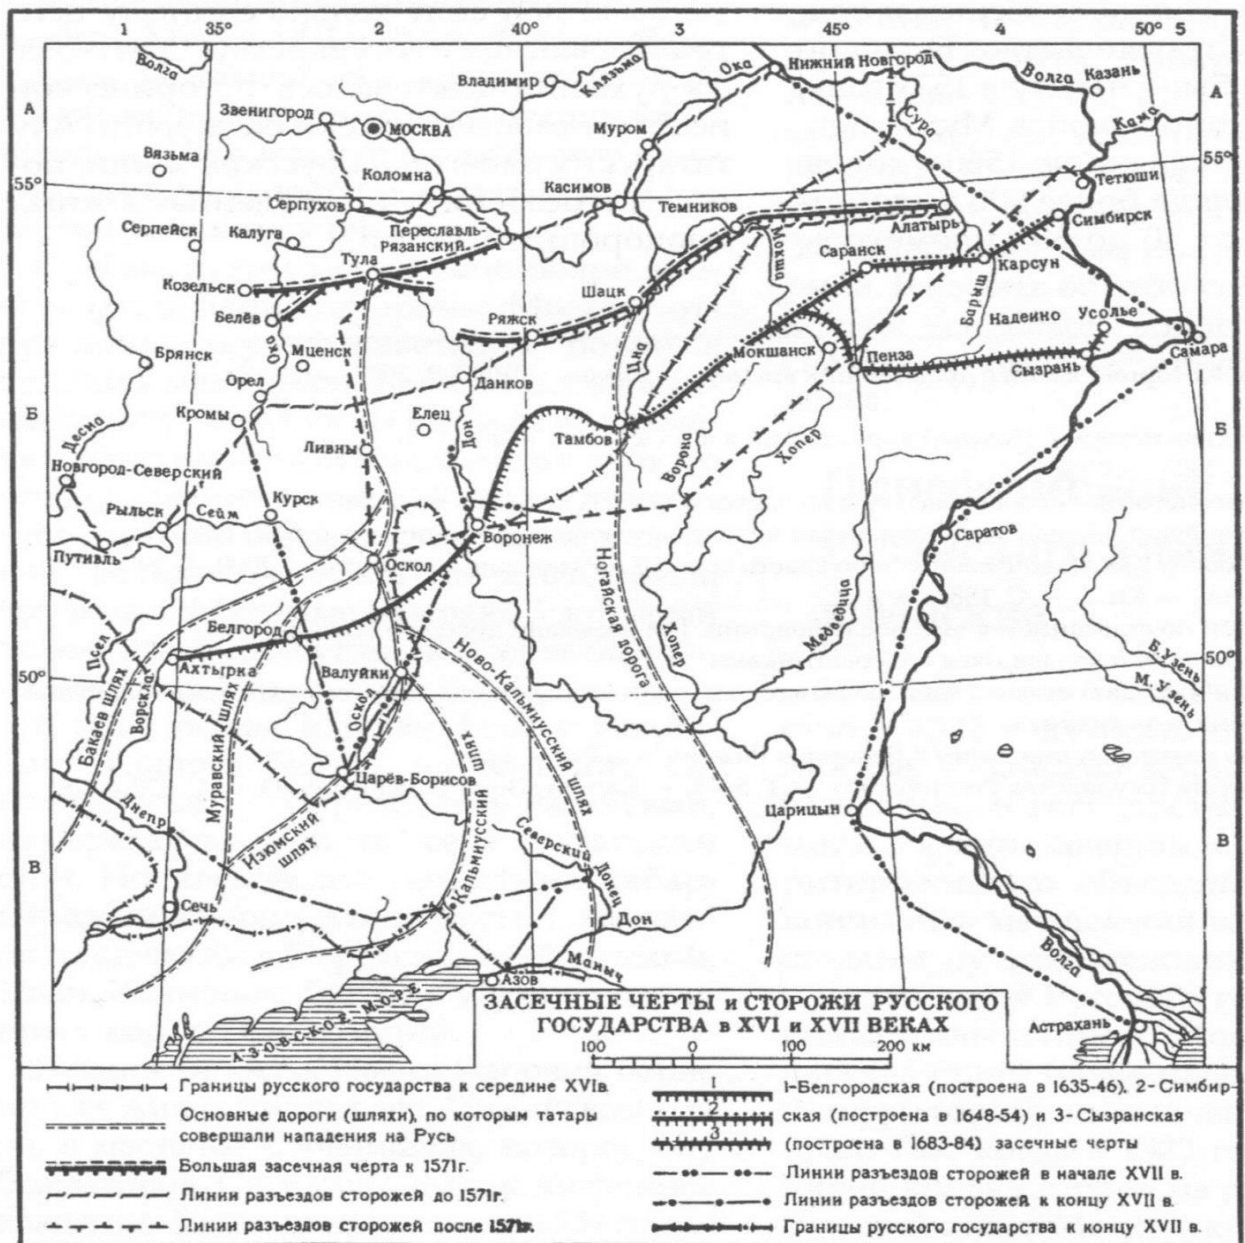 1 35° 2 40° 3 45° 4 50° 5
Волга
Владимир
Клязьма
Ока
Нижний Новгород
Волга
Казань
А
А
Звенигород
МОСКВА
Муром
Сура
Кама
Вязьма
55°
55°
Коломна
Касимов
Темников
Тетюши
Серпухов
Серпейск
Калуга
Переславль-
Рязанский
Мокша
Алатырь
Симбирск
Саранск
Карсун
Тула
Козельск
Шацк
Барыш
Белёв
Ряжск
Надеино
Усолье
Ока
Мценск
Цна
Мокшанск
Пенза
Самара
Сызрань
Брянск
Орел
Данков
Б
Б
Кромы
Елец
Дон
Тамбов
Десна
Ливны
Ворона
Хопер
Новгород-Северский
Курск
Рыльск
Сейм
Воронеж
Саратов
Путивль
Оскол
Ногайская дорога
Медведица
Белгород
Хопер
Псел
Ново-Кальмиусский шлях
Б.Узень
50°
50°
Ахтырка
Валуйки
М.Узень
Бакаев шлях
Ворскла
Муравский шлях
Оскол
Царёв-Борисов
Днепр
Царицын
Изюмский
шлях
Кальмиусский шлях
Северский Донец
В
В
Сечь
Дон
Волга
Маныч
Азов
АЗОВСКОЕ МОРЕ
Астрахань
ЗАСЕЧНЫЕ ЧЕРТЫ и СТОРОЖИ РУССКОГО
ГОСУДАРСТВА в XVI и XVII ВЕКАХ
100 0 100 200 км
Границы русского государства к середине XVIв.
Основные дороги (шляхи), по которым татары
совершали нападения на Русь
Большая засечная черта к 1571г.
Линии разъездов сторожей до 1571г.
Линии разъездов сторожей после 1571г.
1 1-Белгородская (построена в 1635-46), 2-Симбир-
2 ская (построена в 1648-54) и 3-Сызранская
3 (построена в 1683-84) засечные черты
Линии разъездов сторожей в начале XVII в.
Линии разъездов сторожей к концу XVII в.
Границы русского государства к концу XVII в.